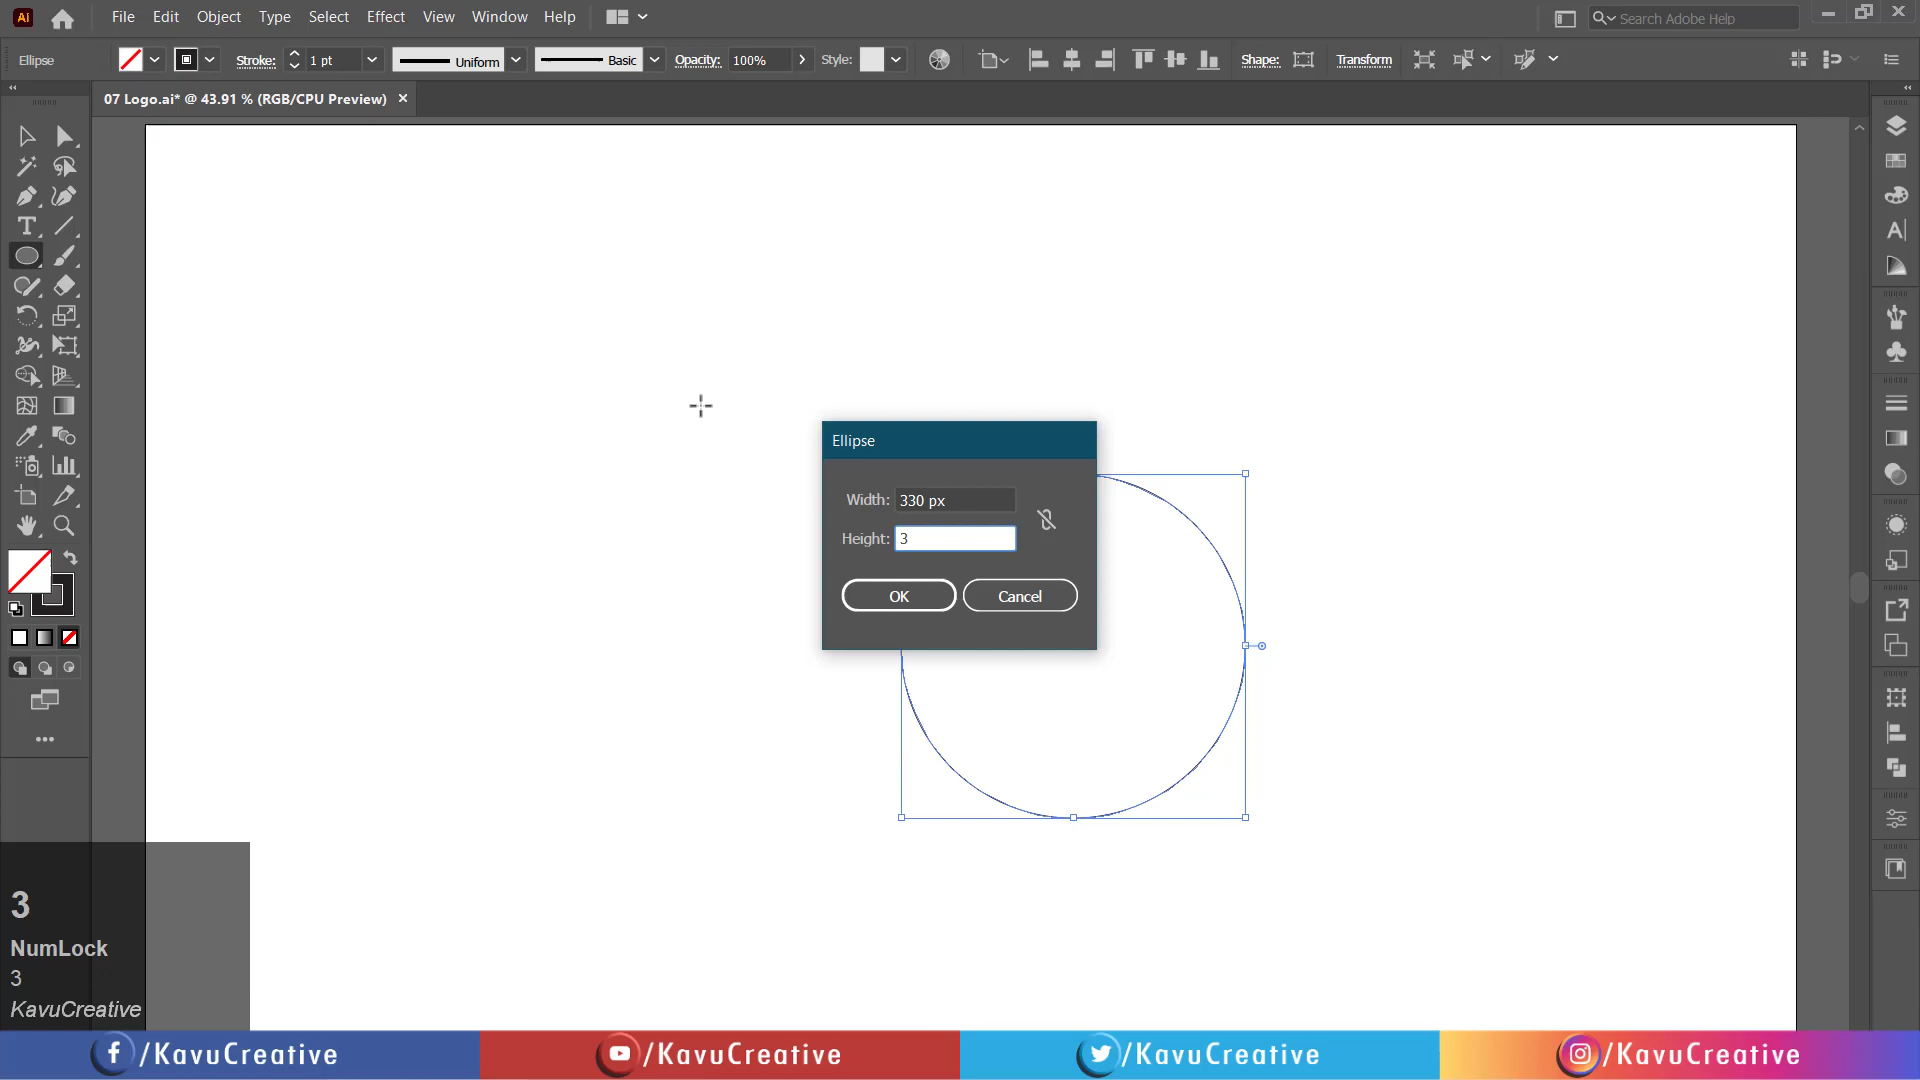 Ai File Edit Object Type Select Effect View Window Help Search Adobe Help
Ellipse Stroke: 1 pt Uniform Basic Opacity: 100% Style: Shape: Transform
07 Logo.ai* @ 43.91 % (RGB/CPU Preview)
Ellipse
Width: 330 px
Height: 3
OK Cancel
3
NumLock
3
KavuCreative
/KavuCreative /KavuCreative /KavuCreative /KavuCreative